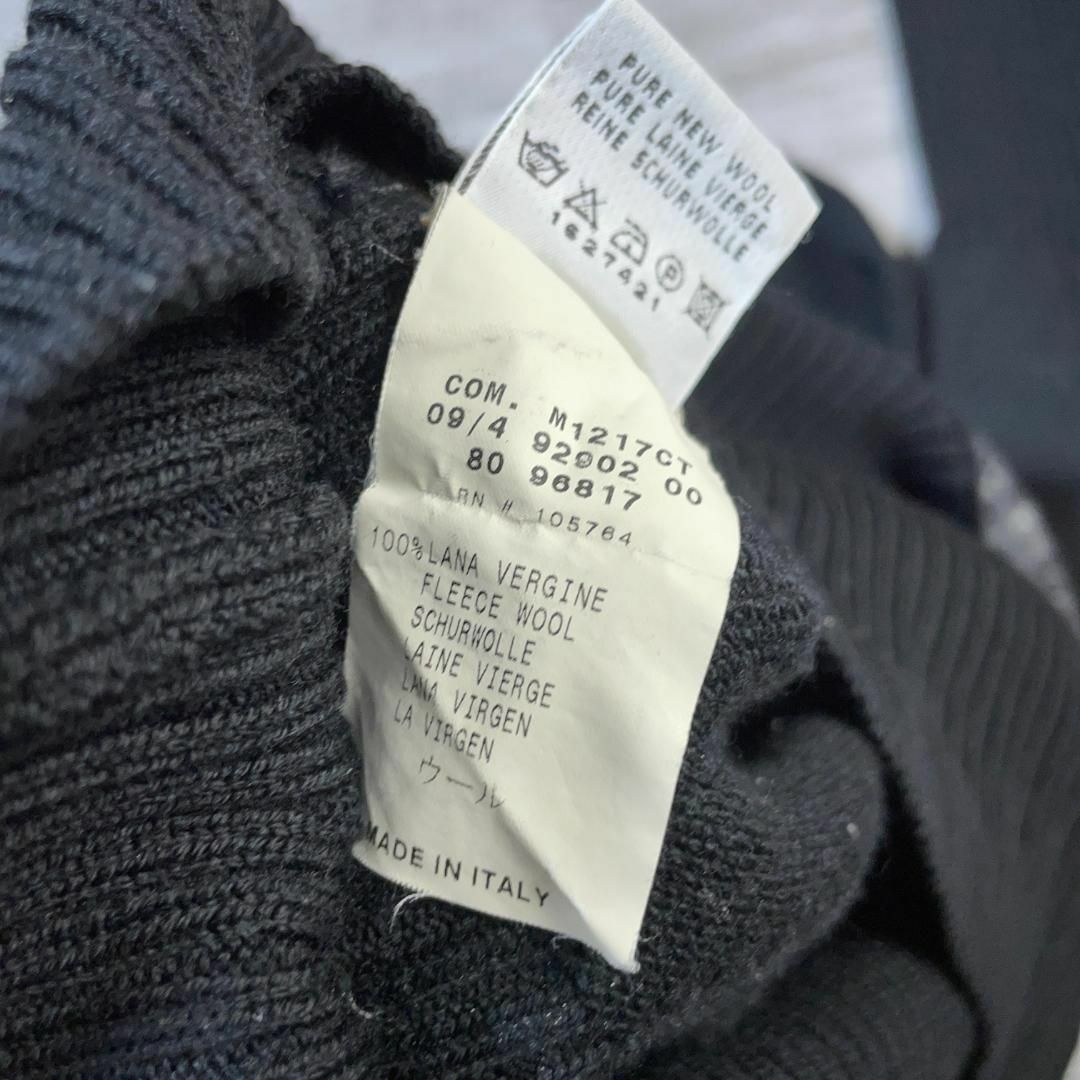 PURE NEW WOOL
PURE LAINE VIERGE
REINE SCHURWOLLE
P
1627421
COM. M1217CT
09/4 92902 00
80 96817
RN # 105764
100% LANA VERGINE
FLEECE WOOL
SCHURWOLLE
LAINE VIERGE
LANA VIRGEN
LA VIRGEN
ウール
MADE IN ITALY